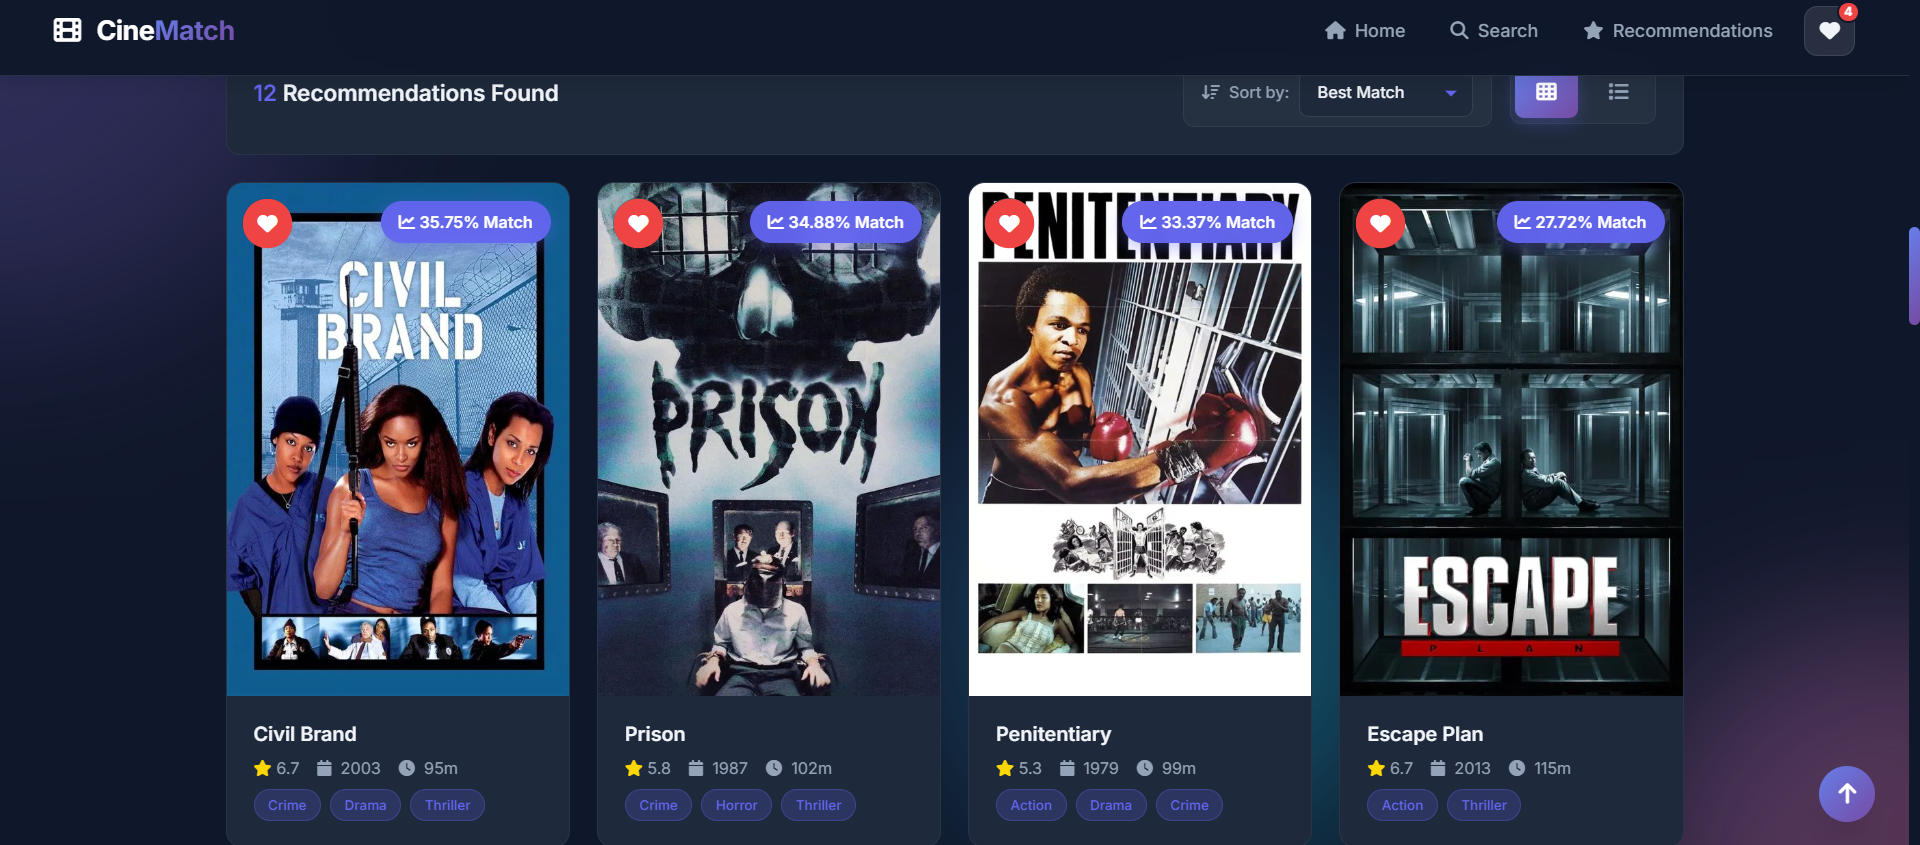 CineMatch
Home
Search
Recommendations
4
12 Recommendations Found
Sort by:
Best Match
35.75% Match
CIVIL
BRAND
34.88% Match
PRISON
33.37% Match
PENITENTIARY
27.72% Match
ESCAPE
PLAN
Civil Brand
6.7 2003 95m
Crime Drama Thriller
Prison
5.8 1987 102m
Crime Horror Thriller
Penitentiary
5.3 1979 99m
Action Drama Crime
Escape Plan
6.7 2013 115m
Action Thriller